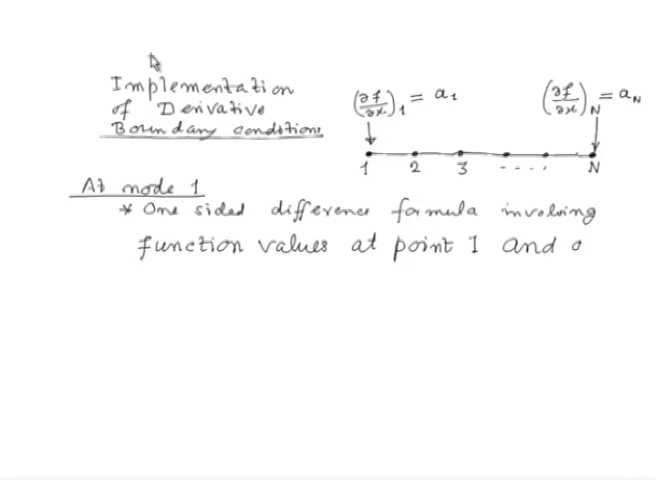 Implementation
of Derivative
Boundary conditions
(∂f/∂x)₁ = a₁
(∂f/∂x)N = aN
1 2 3 ..... N
At node 1
* One sided difference formula involving
function values at point 1 and o